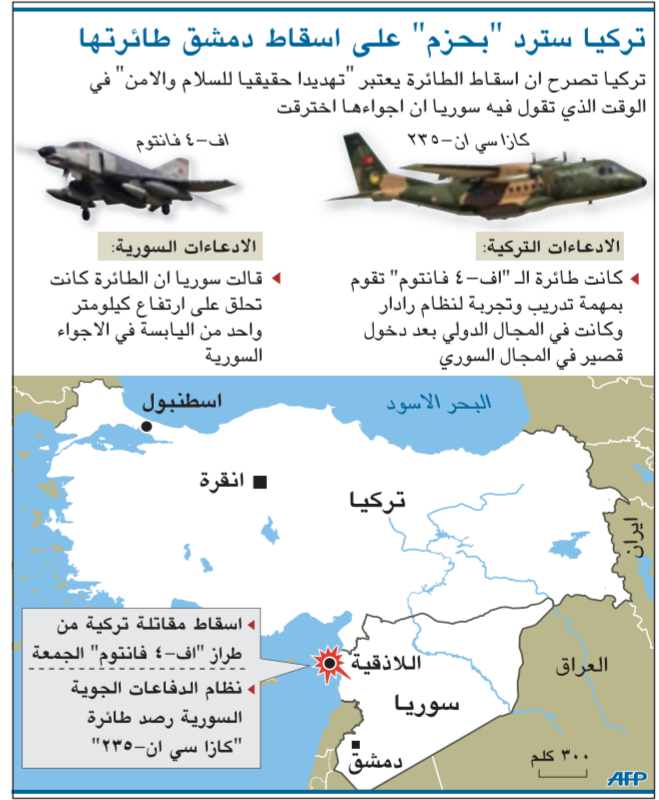 تركيا سترد "بحزم" على اسقاط دمشق طائرتها
تركيا تصرح ان اسقاط الطائرة يعتبر "تهديدا حقيقيا للسلام والامن" في
الوقت الذي تقول فيه سوريا ان اجواءها اخترقت
كازا سي ان-٢٣٥
اف-٤ فانتوم
الادعاءات التركية:
كانت طائرة الـ "اف-٤ فانتوم" تقوم
بمهمة تدريب وتجربة لنظام رادار
وكانت في المجال الدولي بعد دخول
قصير في المجال السوري
الادعاءات السورية:
قالت سوريا ان الطائرة كانت
تحلق على ارتفاع كيلومتر
واحد من اليابسة في الاجواء
السورية
البحر الاسود
اسطنبول
انقرة
تركيا
ايران
اسقاط مقاتلة تركية من
طراز "اف-٤ فانتوم" الجمعة
نظام الدفاعات الجوية
السورية رصد طائرة
"كازا سي ان-٢٣٥"
اللاذقية
العراق
سوريا
دمشق
٣٠٠ كلم
AFP